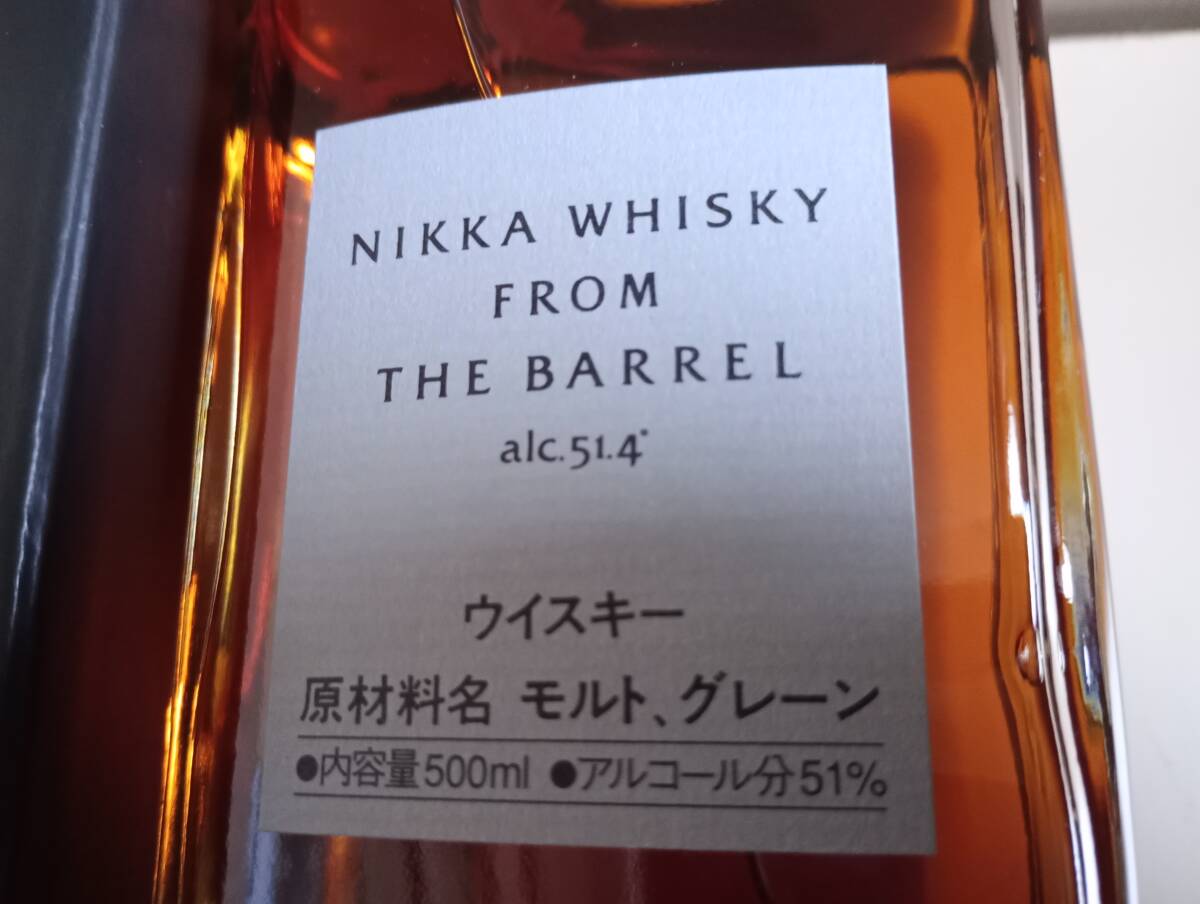 NIKKA WHISKY
FROM
THE BARREL
alc.51.4°
ウイスキー
原材料名 モルト、グレーン
●内容量500ml ●アルコール分51%